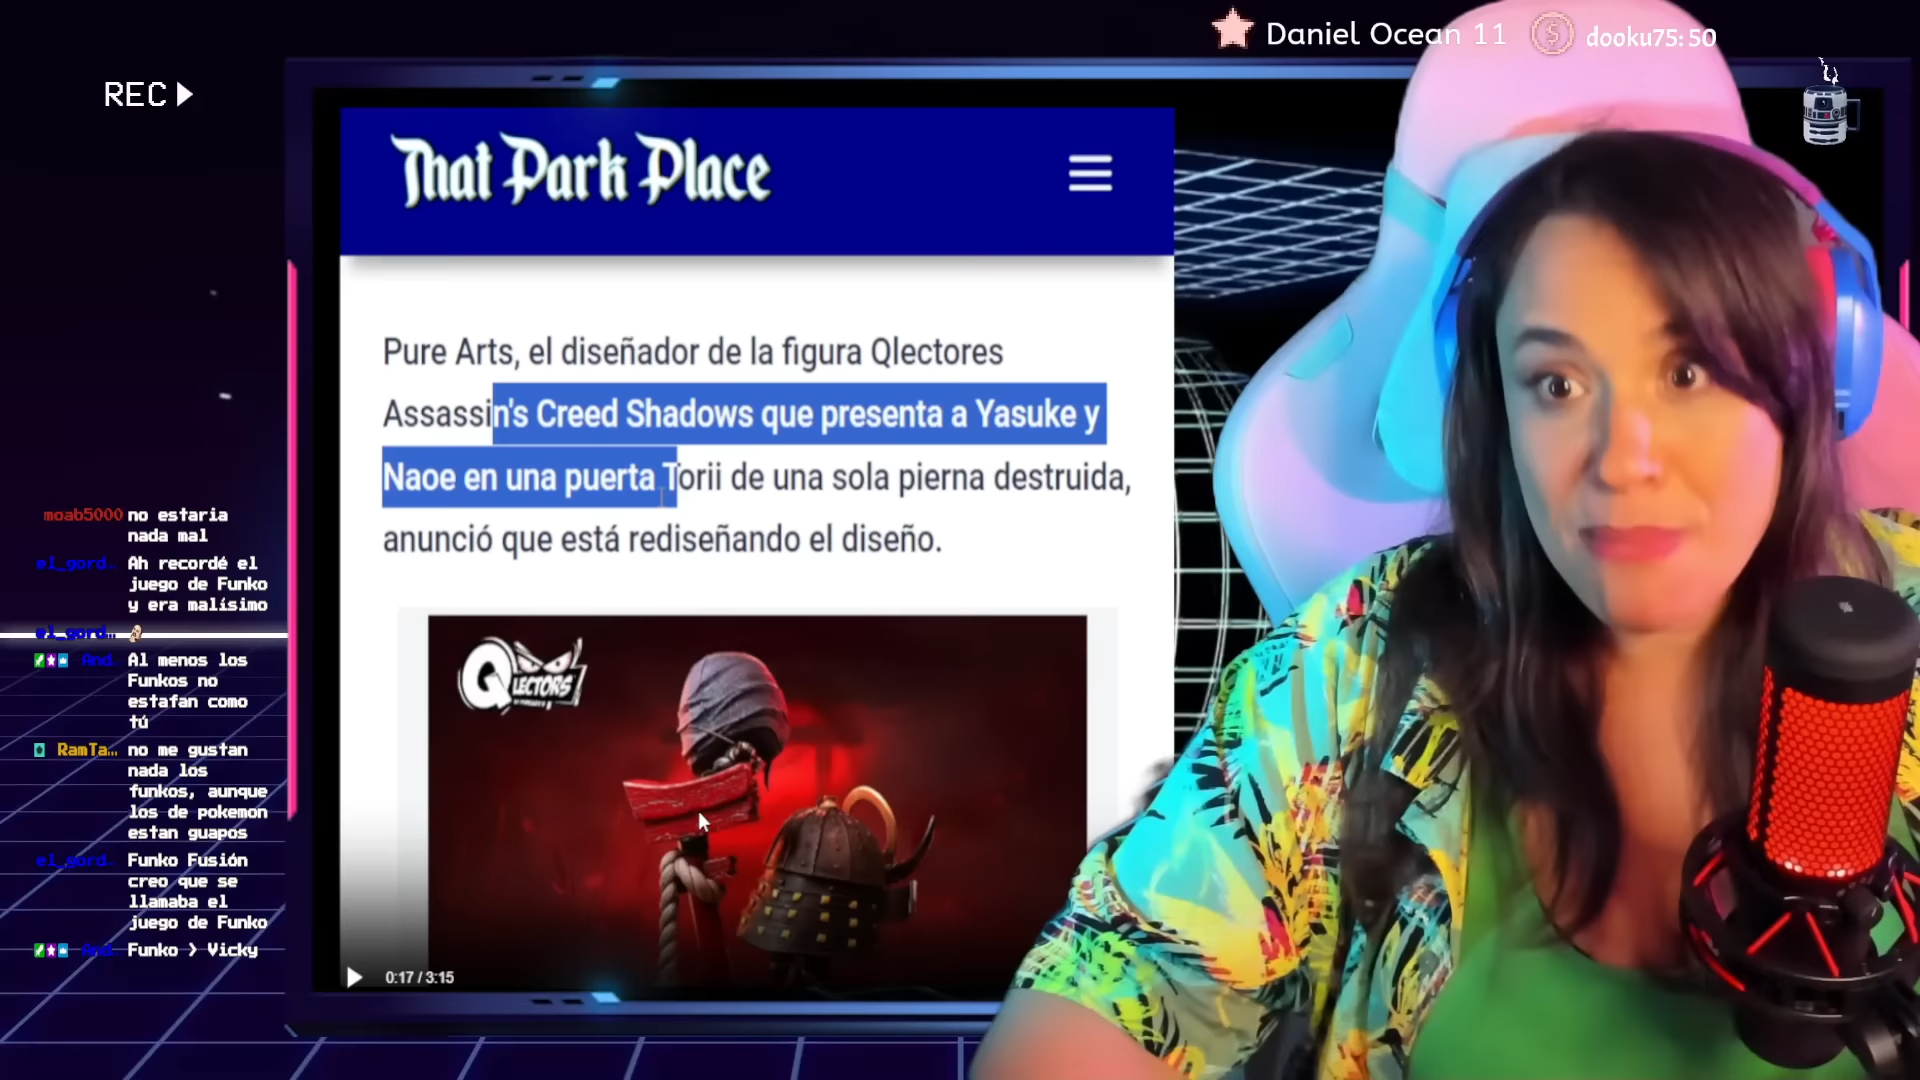 Daniel Ocean 11
dooku75: 50
REC
That Park Place
Pure Arts, el diseñador de la figura Qlectores
Assassin's Creed Shadows que presenta a Yasuke y
Naoe en una puerta Torii de una sola pierna destruida,
anunció que está rediseñando el diseño.
QLECTORS
0:17 / 3:15
moab5000 no estaria
nada mal
el_gord… Ah recordé el
juego de Funko
y era malísimo
el_gord…
And… Al menos los
Funkos no
estafan como
tú
RamTa… no me gustan
nada los
funkos, aunque
los de pokemon
estan guapos
el_gord… Funko Fusión
creo que se
llamaba el
juego de Funko
And… Funko > Vicky